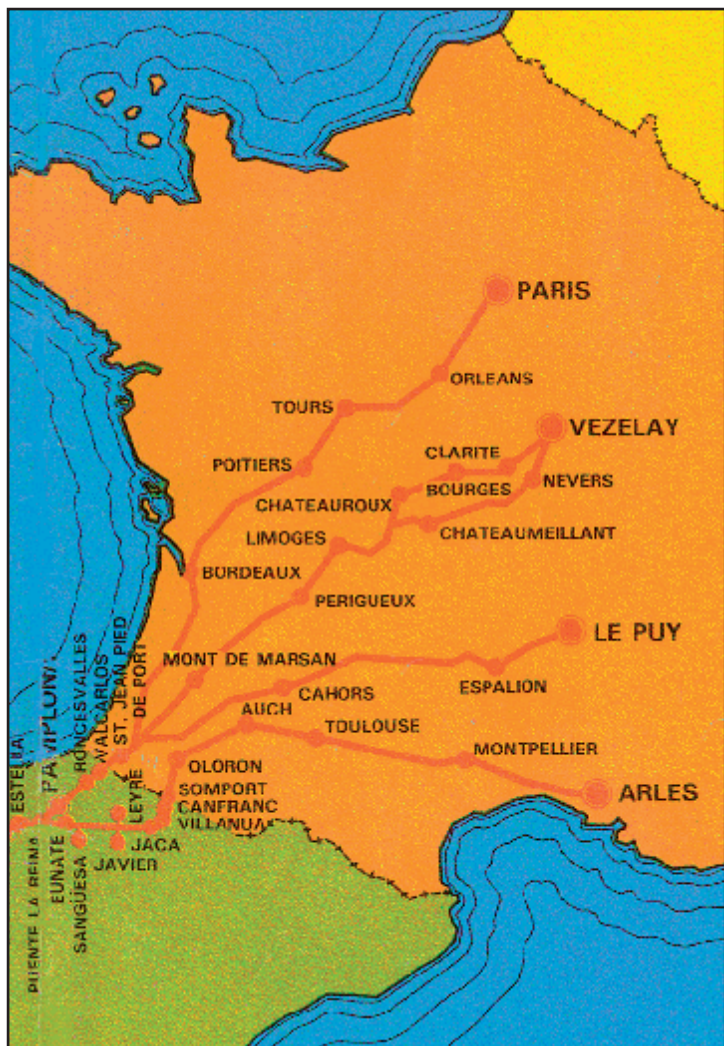 PARIS
ORLEANS
TOURS
VEZELAY
CLARITE
POITIERS
NEVERS
BOURGES
CHATEAUROUX
CHATEAUMEILLANT
LIMOGES
BORDEAUX
PERIGUEUX
LE PUY
MONT DE MARSAN
ESPALION
CAHORS
AUCH
TOULOUSE
MONTPELLIER
OLORON
ARLES
SOMPORT
CANFRANC
VILLANUA
JACA
JAVIER
LEYRE
ST. JEAN PIED
DE PORT
VALCARLOS
RONCESVALLES
PAMPLONA
ESTELLA
PUENTE LA REINA
EUNATE
SANGÜESA